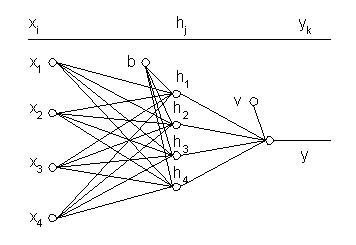 xi hj yk
x1 b h1
x2 h2 v
x3 h3 y
x4 h4